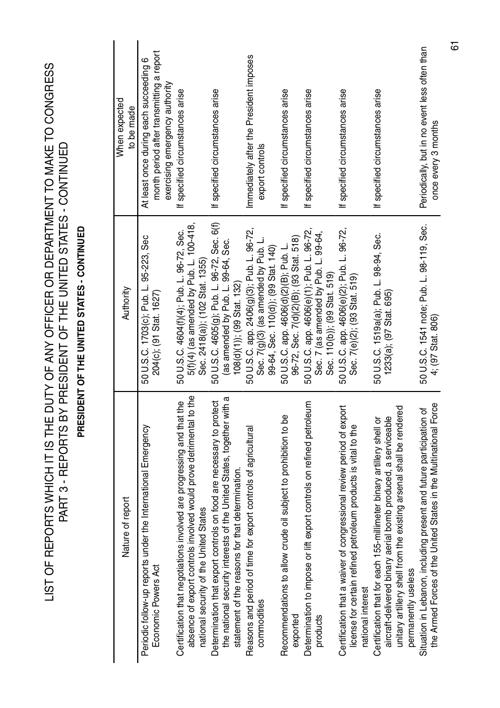 LIST OF REPORTS WHICH IT IS THE DUTY OF ANY OFFICER OR DEPARTMENT TO MAKE TO CONGRESS
PART 3 - REPORTS BY PRESIDENT OF THE UNITED STATES - CONTINUED
PRESIDENT OF THE UNITED STATES - CONTINUED
Nature of report
Authority
When expected
to be made
Periodic follow-up reports under the International Emergency
Economic Powers Act
50 U.S.C. 1703(c); Pub. L. 95-223, Sec
204(c); (91 Stat. 1627)
At least once during each succeeding 6
month period after transmitting a report
exercising emergency authority
Certification that negotiations involved are progressing and that the
absence of export controls involved would prove detrimental to the
national security of the United States
50 U.S.C. 4604(f)(4); Pub. L. 96-72, Sec.
5(f)(4) (as amended by Pub. L. 100-418,
Sec. 2418(a)); (102 Stat. 1355)
If specified circumstances arise
Determination that export controls on food are necessary to protect
the national security interests of the United States, together with a
statement of the reasons for that determination.
50 U.S.C. 4605(g); Pub. L. 96-72, Sec. 6(f)
(as amended by Pub. L. 99-64, Sec.
108(d)(1)); (99 Stat. 132)
If specified circumstances arise
Reasons and period of time for export controls of agricultural
commodities
50 U.S.C. app. 2406(g)(3); Pub. L. 96-72,
Sec. 7(g)(3) (as amended by Pub. L.
99-64, Sec. 110(d)); (99 Stat. 140)
Immediately after the President imposes
export controls
Recommendations to allow crude oil subject to prohibition to be
exported
50 U.S.C. app. 4606(d)(2)(B); Pub. L.
96-72, Sec. 7(d)(2)(B); (93 Stat. 518)
If specified circumstances arise
Determination to impose or lift export controls on refined petroleum
products
50 U.S.C. app. 4606(e)(1); Pub. L. 96-72,
Sec. 7 (as amended by Pub. L. 99-64,
Sec. 110(b)); (99 Stat. 519)
If specified circumstances arise
Certification that a waiver of congressional review period of export
license for certain refined petroleum products is vital to the
national interest
50 U.S.C. app. 4606(e)(2); Pub. L. 96-72,
Sec. 7(e)(2); (93 Stat. 519)
If specified circumstances arise
Certification that for each 155-millimeter binary artillery shell or
aircraft-delivered binary aerial bomb produced, a serviceable
unitary artillery shell from the existing arsenal shall be rendered
permanently useless
50 U.S.C. 1519a(a); Pub. L. 98-94, Sec.
1233(a); (97 Stat. 695)
If specified circumstances arise
Situation in Lebanon, including present and future participation of
the Armed Forces of the United States in the Multinational Force
50 U.S.C. 1541 note; Pub. L. 98-119, Sec.
4; (97 Stat. 806)
Periodically, but in no event less often than
once every 3 months
61